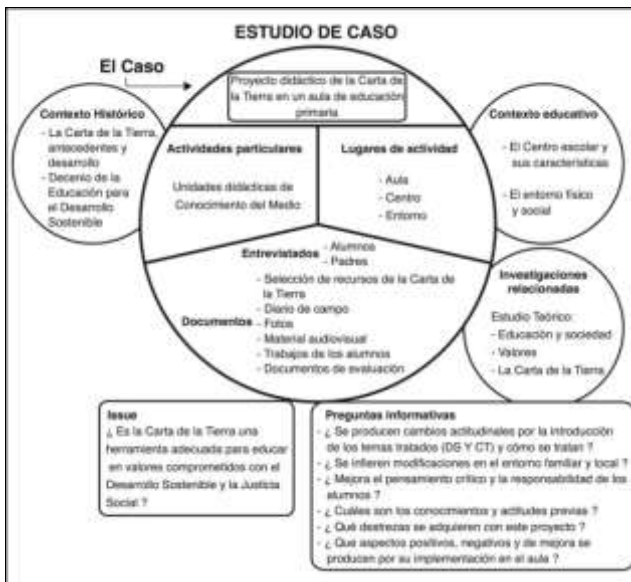 ESTUDIO DE CASO
El Caso
Proyecto didáctico de la Carta de
la Tierra en un aula de educación
primaria
Contexto Histórico
- La Carta de la Tierra,
antecedentes y
desarrollo
- Decenio de la
Educación para
el Desarrollo
Sostenible
Actividades particulares
Unidades didácticas de
Conocimiento del Medio
Lugares de actividad
- Aula
- Centro
- Entorno
Contexto educativo
- El Centro escolar y
sus características
- El entorno físico
y social
Entrevistados
- Alumnos
- Padres
Documentos
- Selección de recursos de la Carta de
la Tierra
- Diario de campo
- Fotos
- Material audiovisual
- Trabajos de los alumnos
- Documentos de evaluación
Investigaciones
relacionadas
Estudio Teórico:
- Educación y sociedad
- Valores
- La Carta de la Tierra
Issue
¿ Es la Carta de la Tierra una
herramienta adecuada para educar
en valores comprometidos con el
Desarrollo Sostenible y la Justicia
Social ?
Preguntas informativas
- ¿ Se producen cambios actitudinales por la introducción
de los temas tratados (DS Y CT) y cómo se tratan ?
- ¿ Se infieren modificaciones en el entorno familiar y local ?
- ¿ Mejora el pensamiento crítico y la responsabilidad de los
alumnos ?
- ¿ Cuáles son los conocimientos y actitudes previas ?
- ¿ Qué destrezas se adquieren con este proyecto ?
- ¿ Que aspectos positivos, negativos y de mejora se
producen por su implementación en el aula ?